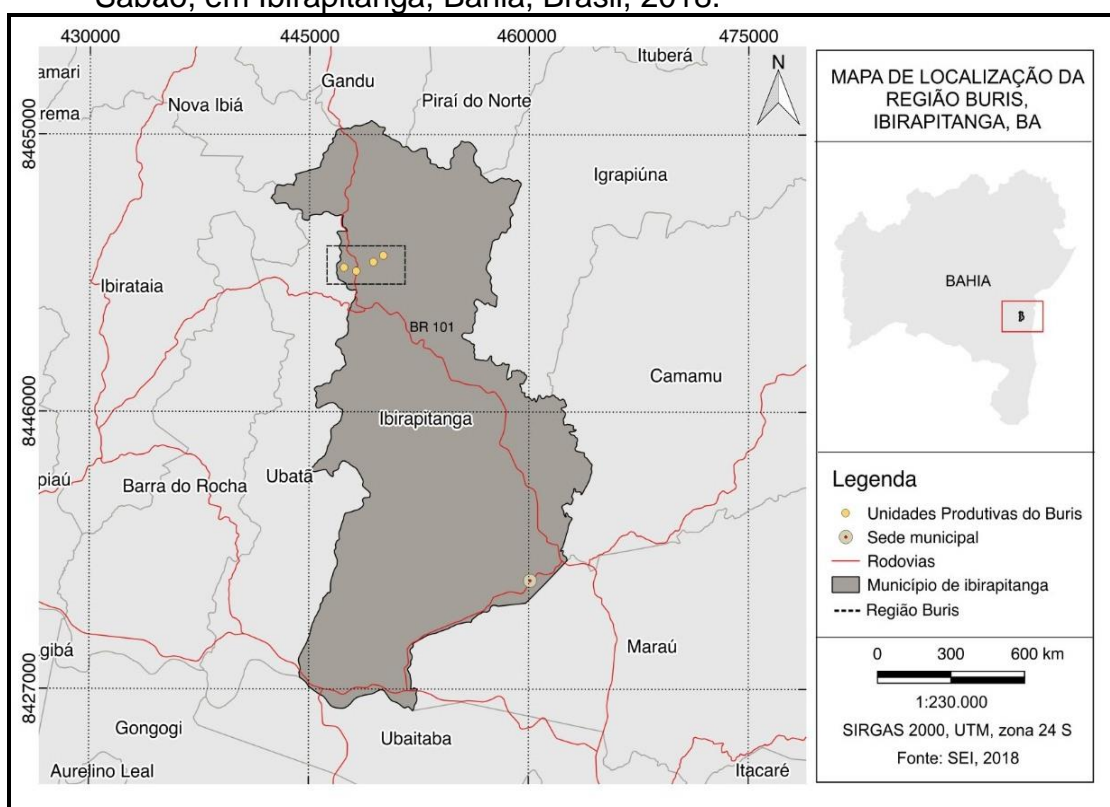 Sabão, em Ibirapitanga, Bahia, Brasil, 2018.
430000 445000 460000 475000
8465000
8446000
8427000
Ituberá
amari
Gandu
N
rema
Nova Ibiá
Piraí do Norte
Igrapiúna
Ibirataia
BR 101
Camamu
Ibirapitanga
piaú
Barra do Rocha
Ubatã
Maraú
gibá
Gongogi
Ubaitaba
Aurelino Leal
Itacaré
MAPA DE LOCALIZAÇÃO DA
REGIÃO BURIS,
IBIRAPITANGA, BA
BAHIA
Legenda
Unidades Produtivas do Buris
Sede municipal
Rodovias
Município de ibirapitanga
Região Buris
0 300 600 km
1:230.000
SIRGAS 2000, UTM, zona 24 S
Fonte: SEI, 2018